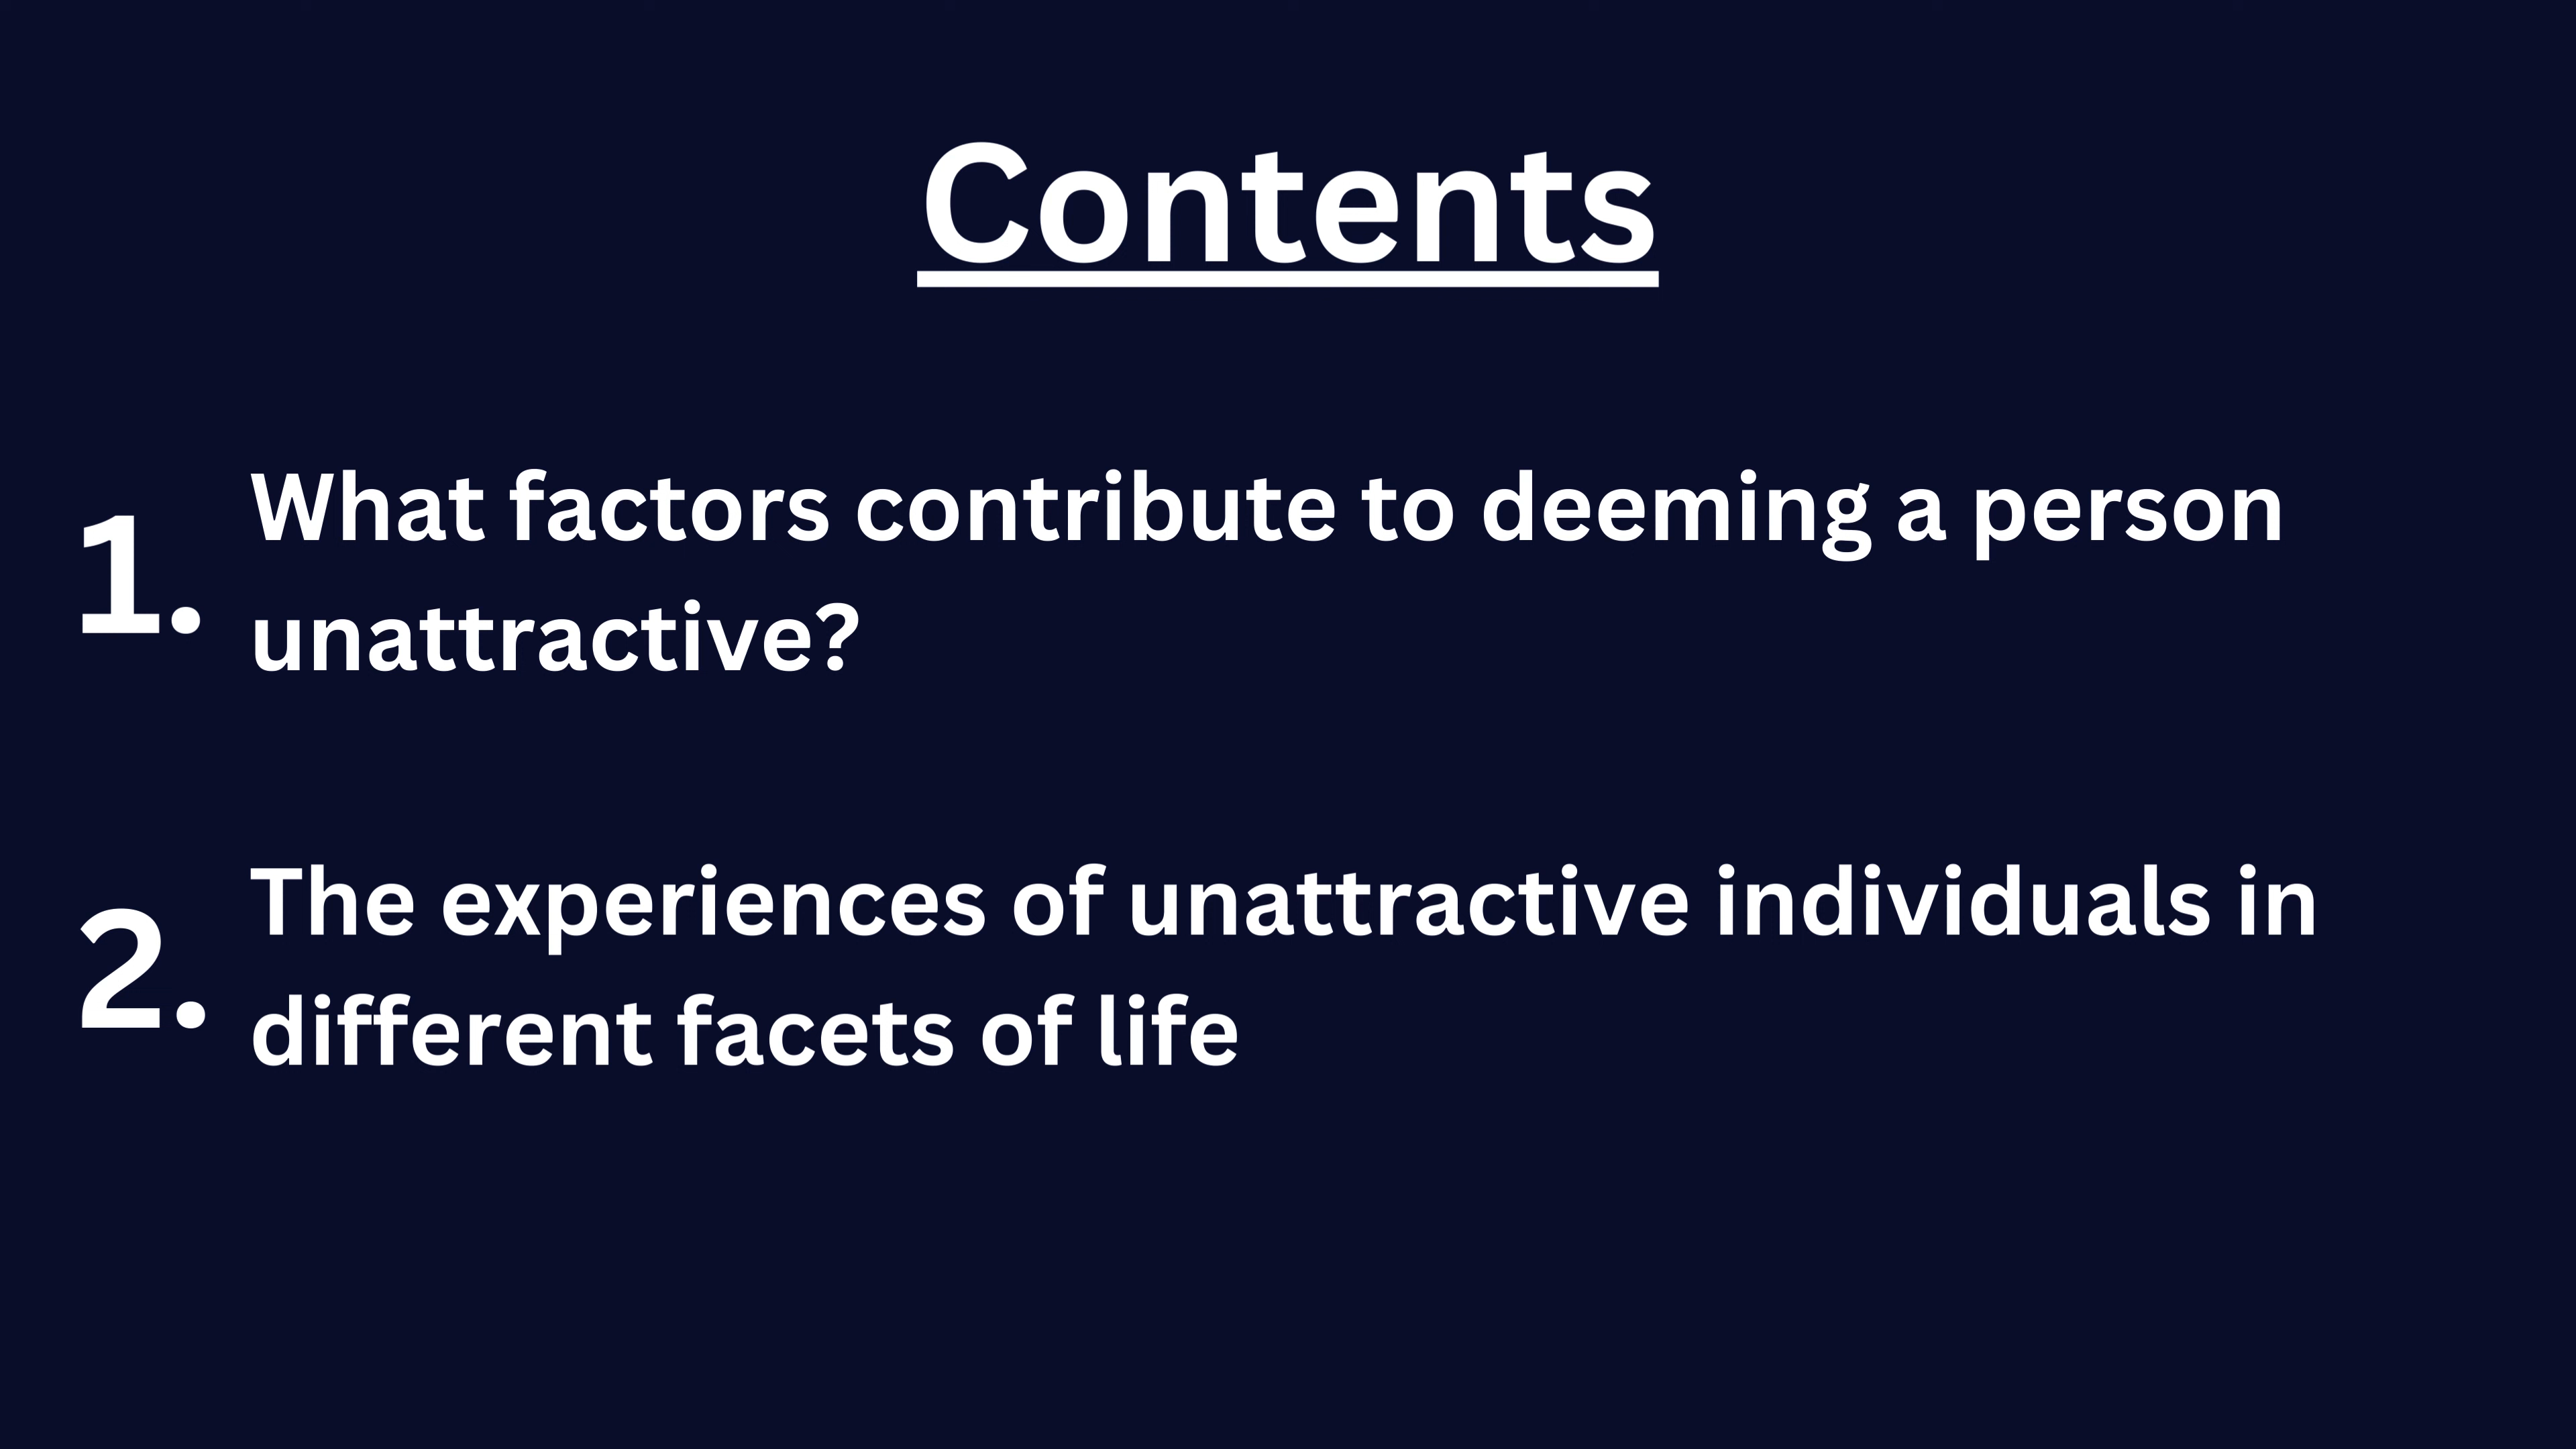 Contents
1.
What factors contribute to deeming a person
unattractive?
2.
The experiences of unattractive individuals in
different facets of life